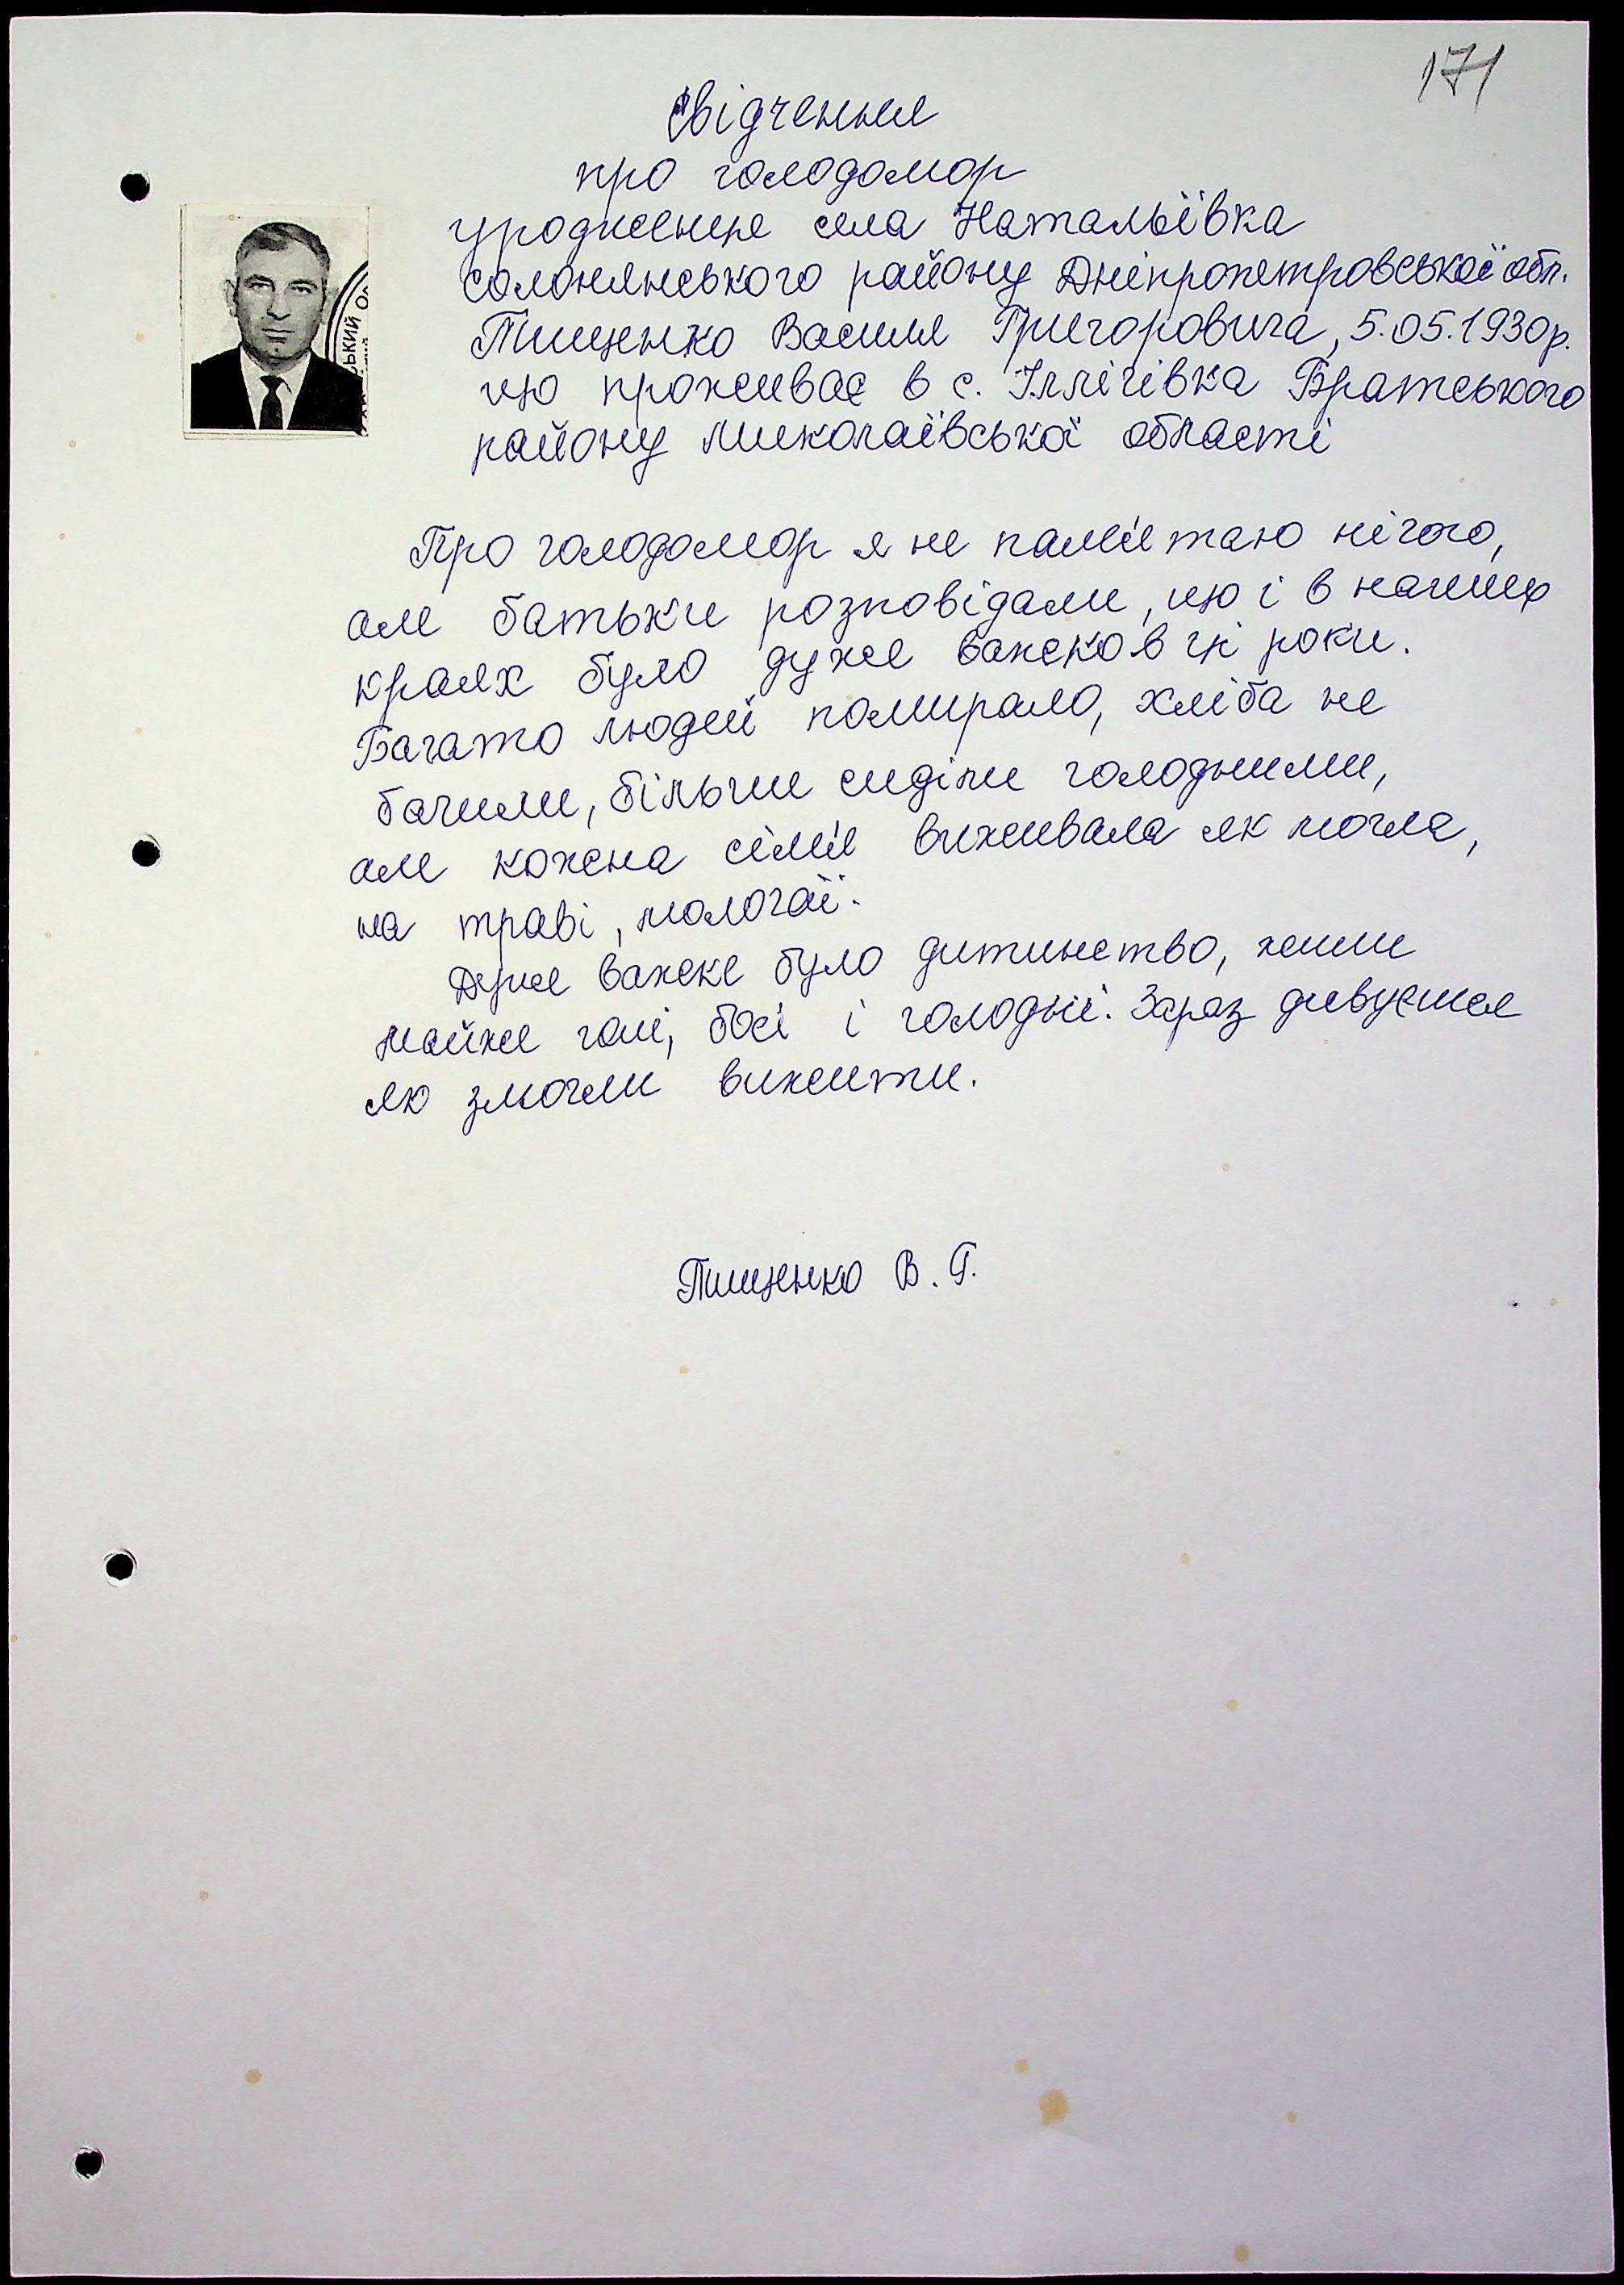 171
Свідчення
про голодомор
уродженця села Натальївка
Солонянського району Дніпропетровської обл.
Тищенко Василя Григоровича, 5.05.1930р.
що проживає в с. Іллічівка Братського
району Миколаївської області
ський
Про голодомор я не пам'ятаю нічого,
але батьки розповідали, що і в наших
краях було дуже важко в ці роки.
Багато людей помирало, хліба не
бачили, більше сиділи голодними,
але кожна сім'я виживала як могла,
на траві, молочаї.
Дуже важке було дитинство, жили
майже голі, босі і голодні. Зараз дивуємся
як змогли вижити.
Тищенко В. Г.